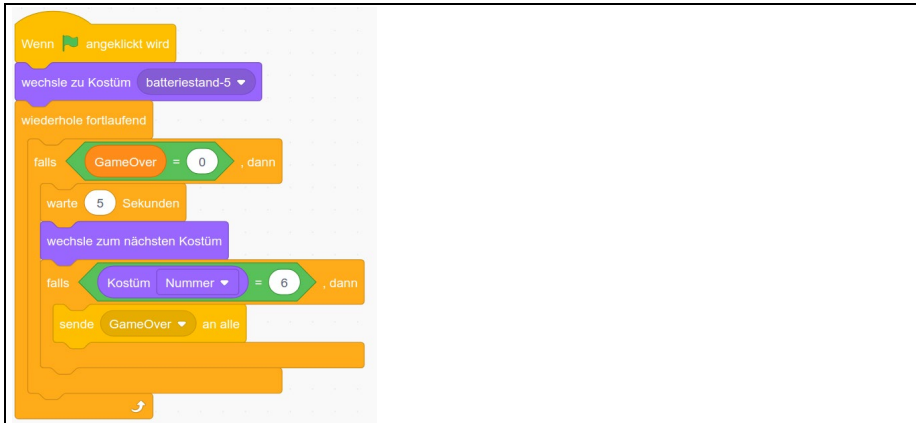 Wenn angeklickt wird
wechsle zu Kostüm batteriestand-5
wiederhole fortlaufend
falls GameOver = 0 , dann
warte 5 Sekunden
wechsle zum nächsten Kostüm
falls Kostüm Nummer = 6 , dann
sende GameOver an alle